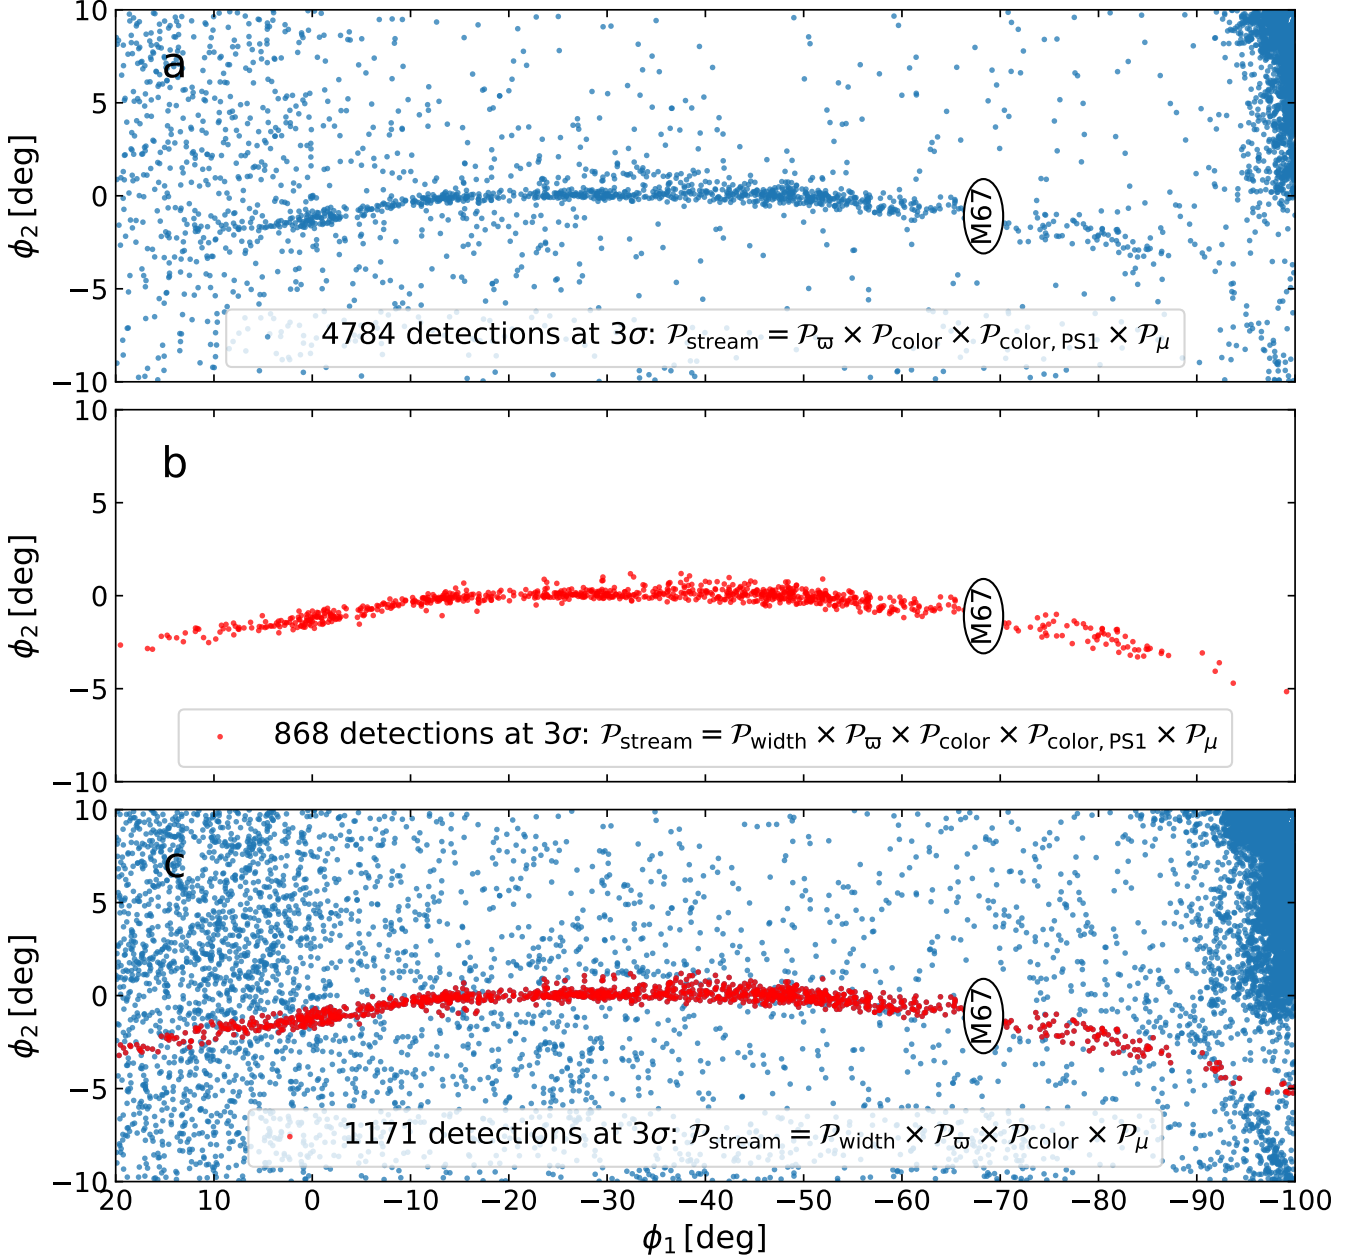 a
10
5
0
−5
−10
ϕ2 [deg]
M67
4784 detections at 3σ: 𝒫stream = 𝒫ϖ × 𝒫color × 𝒫color, PS1 × 𝒫μ
b
10
5
0
−5
−10
ϕ2 [deg]
M67
868 detections at 3σ: 𝒫stream = 𝒫width × 𝒫ϖ × 𝒫color × 𝒫color, PS1 × 𝒫μ
c
10
5
0
−5
−10
ϕ2 [deg]
M67
1171 detections at 3σ: 𝒫stream = 𝒫width × 𝒫ϖ × 𝒫color × 𝒫μ
20 10 0 −10 −20 −30 −40 −50 −60 −70 −80 −90 −100
ϕ1 [deg]